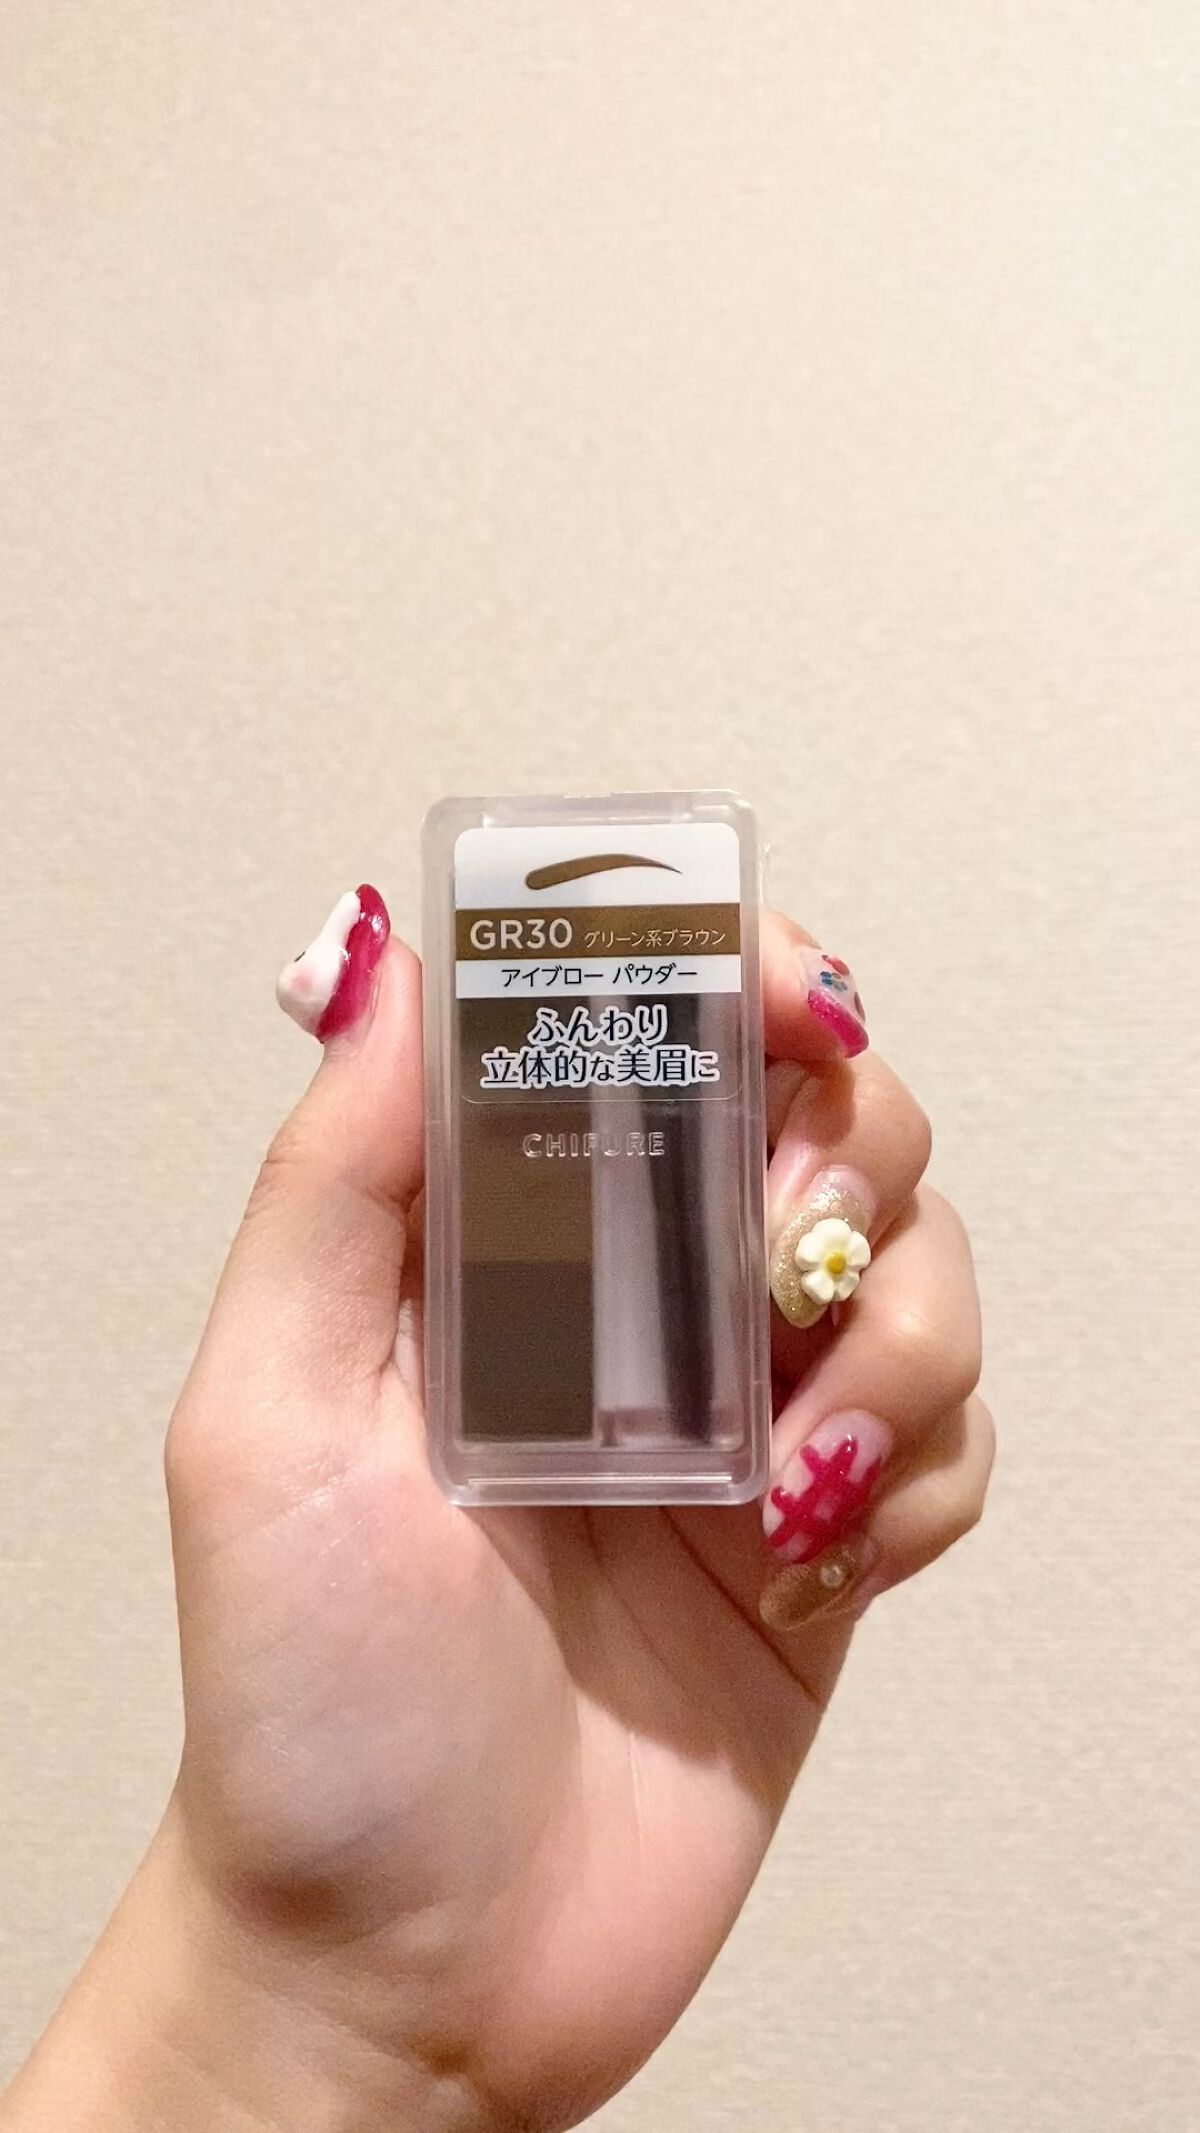 GR30 グリーン系ブラウン
アイブロー パウダー
ふんわり
立体的な美眉に
CHIFURE